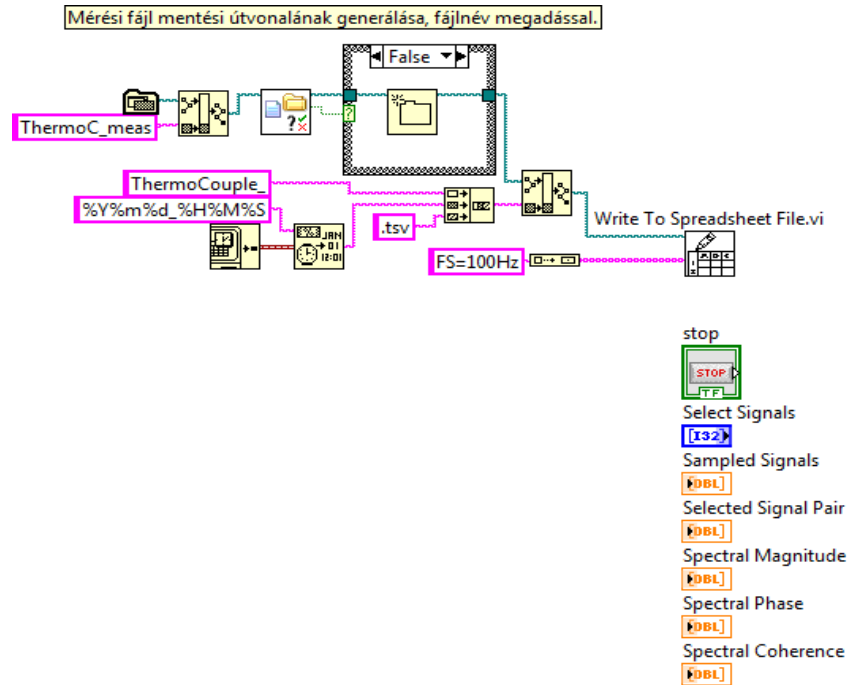 Mérési fájl mentési útvonalának generálása, fájlnév megadással.
False
ThermoC_meas
?
ThermoCouple_
%Y%m%d_%H%M%S
JAN
01
12:01
.tsv
Write To Spreadsheet File.vi
FS=100Hz
stop
STOP
TF
Select Signals
[I32]
Sampled Signals
[DBL]
Selected Signal Pair
[DBL]
Spectral Magnitude
[DBL]
Spectral Phase
[DBL]
Spectral Coherence
[DBL]